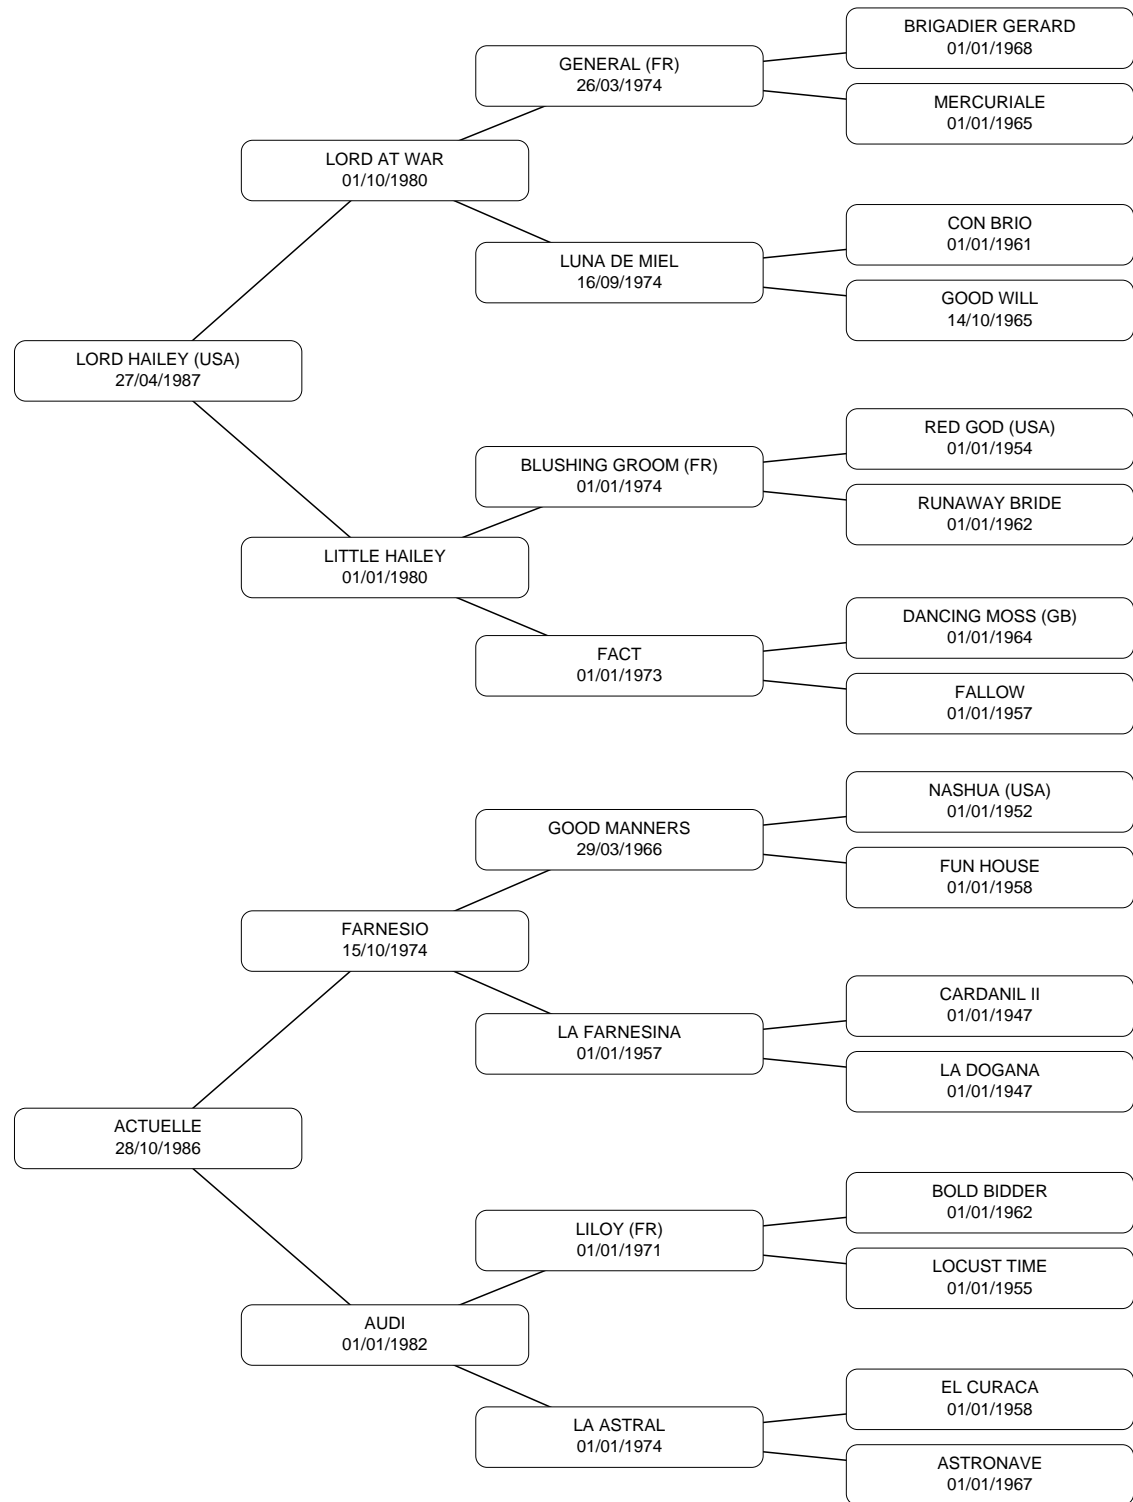 BRIGADIER GERARD
01/01/1968
GENERAL (FR)
26/03/1974
MERCURIALE
01/01/1965
LORD AT WAR
01/10/1980
CON BRIO
01/01/1961
LUNA DE MIEL
16/09/1974
GOOD WILL
14/10/1965
LORD HAILEY (USA)
27/04/1987
RED GOD (USA)
01/01/1954
BLUSHING GROOM (FR)
01/01/1974
RUNAWAY BRIDE
01/01/1962
LITTLE HAILEY
01/01/1980
DANCING MOSS (GB)
01/01/1964
FACT
01/01/1973
FALLOW
01/01/1957
NASHUA (USA)
01/01/1952
GOOD MANNERS
29/03/1966
FUN HOUSE
01/01/1958
FARNESIO
15/10/1974
CARDANIL II
01/01/1947
LA FARNESINA
01/01/1957
LA DOGANA
01/01/1947
ACTUELLE
28/10/1986
BOLD BIDDER
01/01/1962
LILOY (FR)
01/01/1971
LOCUST TIME
01/01/1955
AUDI
01/01/1982
EL CURACA
01/01/1958
LA ASTRAL
01/01/1974
ASTRONAVE
01/01/1967